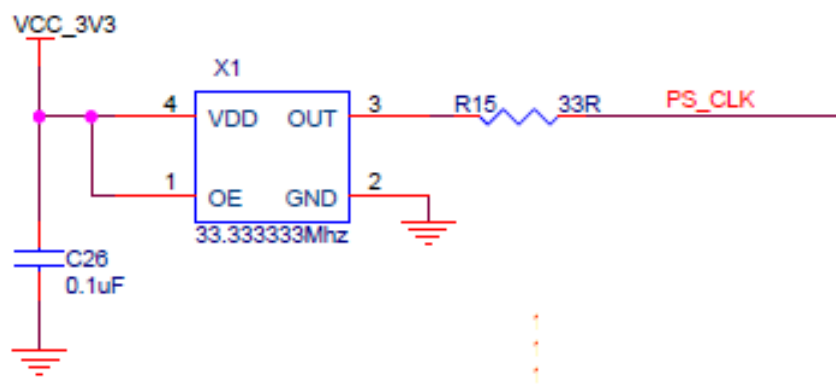 VCC_3V3
X1
4 VDD OUT 3 R15 33R PS_CLK
1 OE GND 2
33.333333Mhz
C26
0.1uF